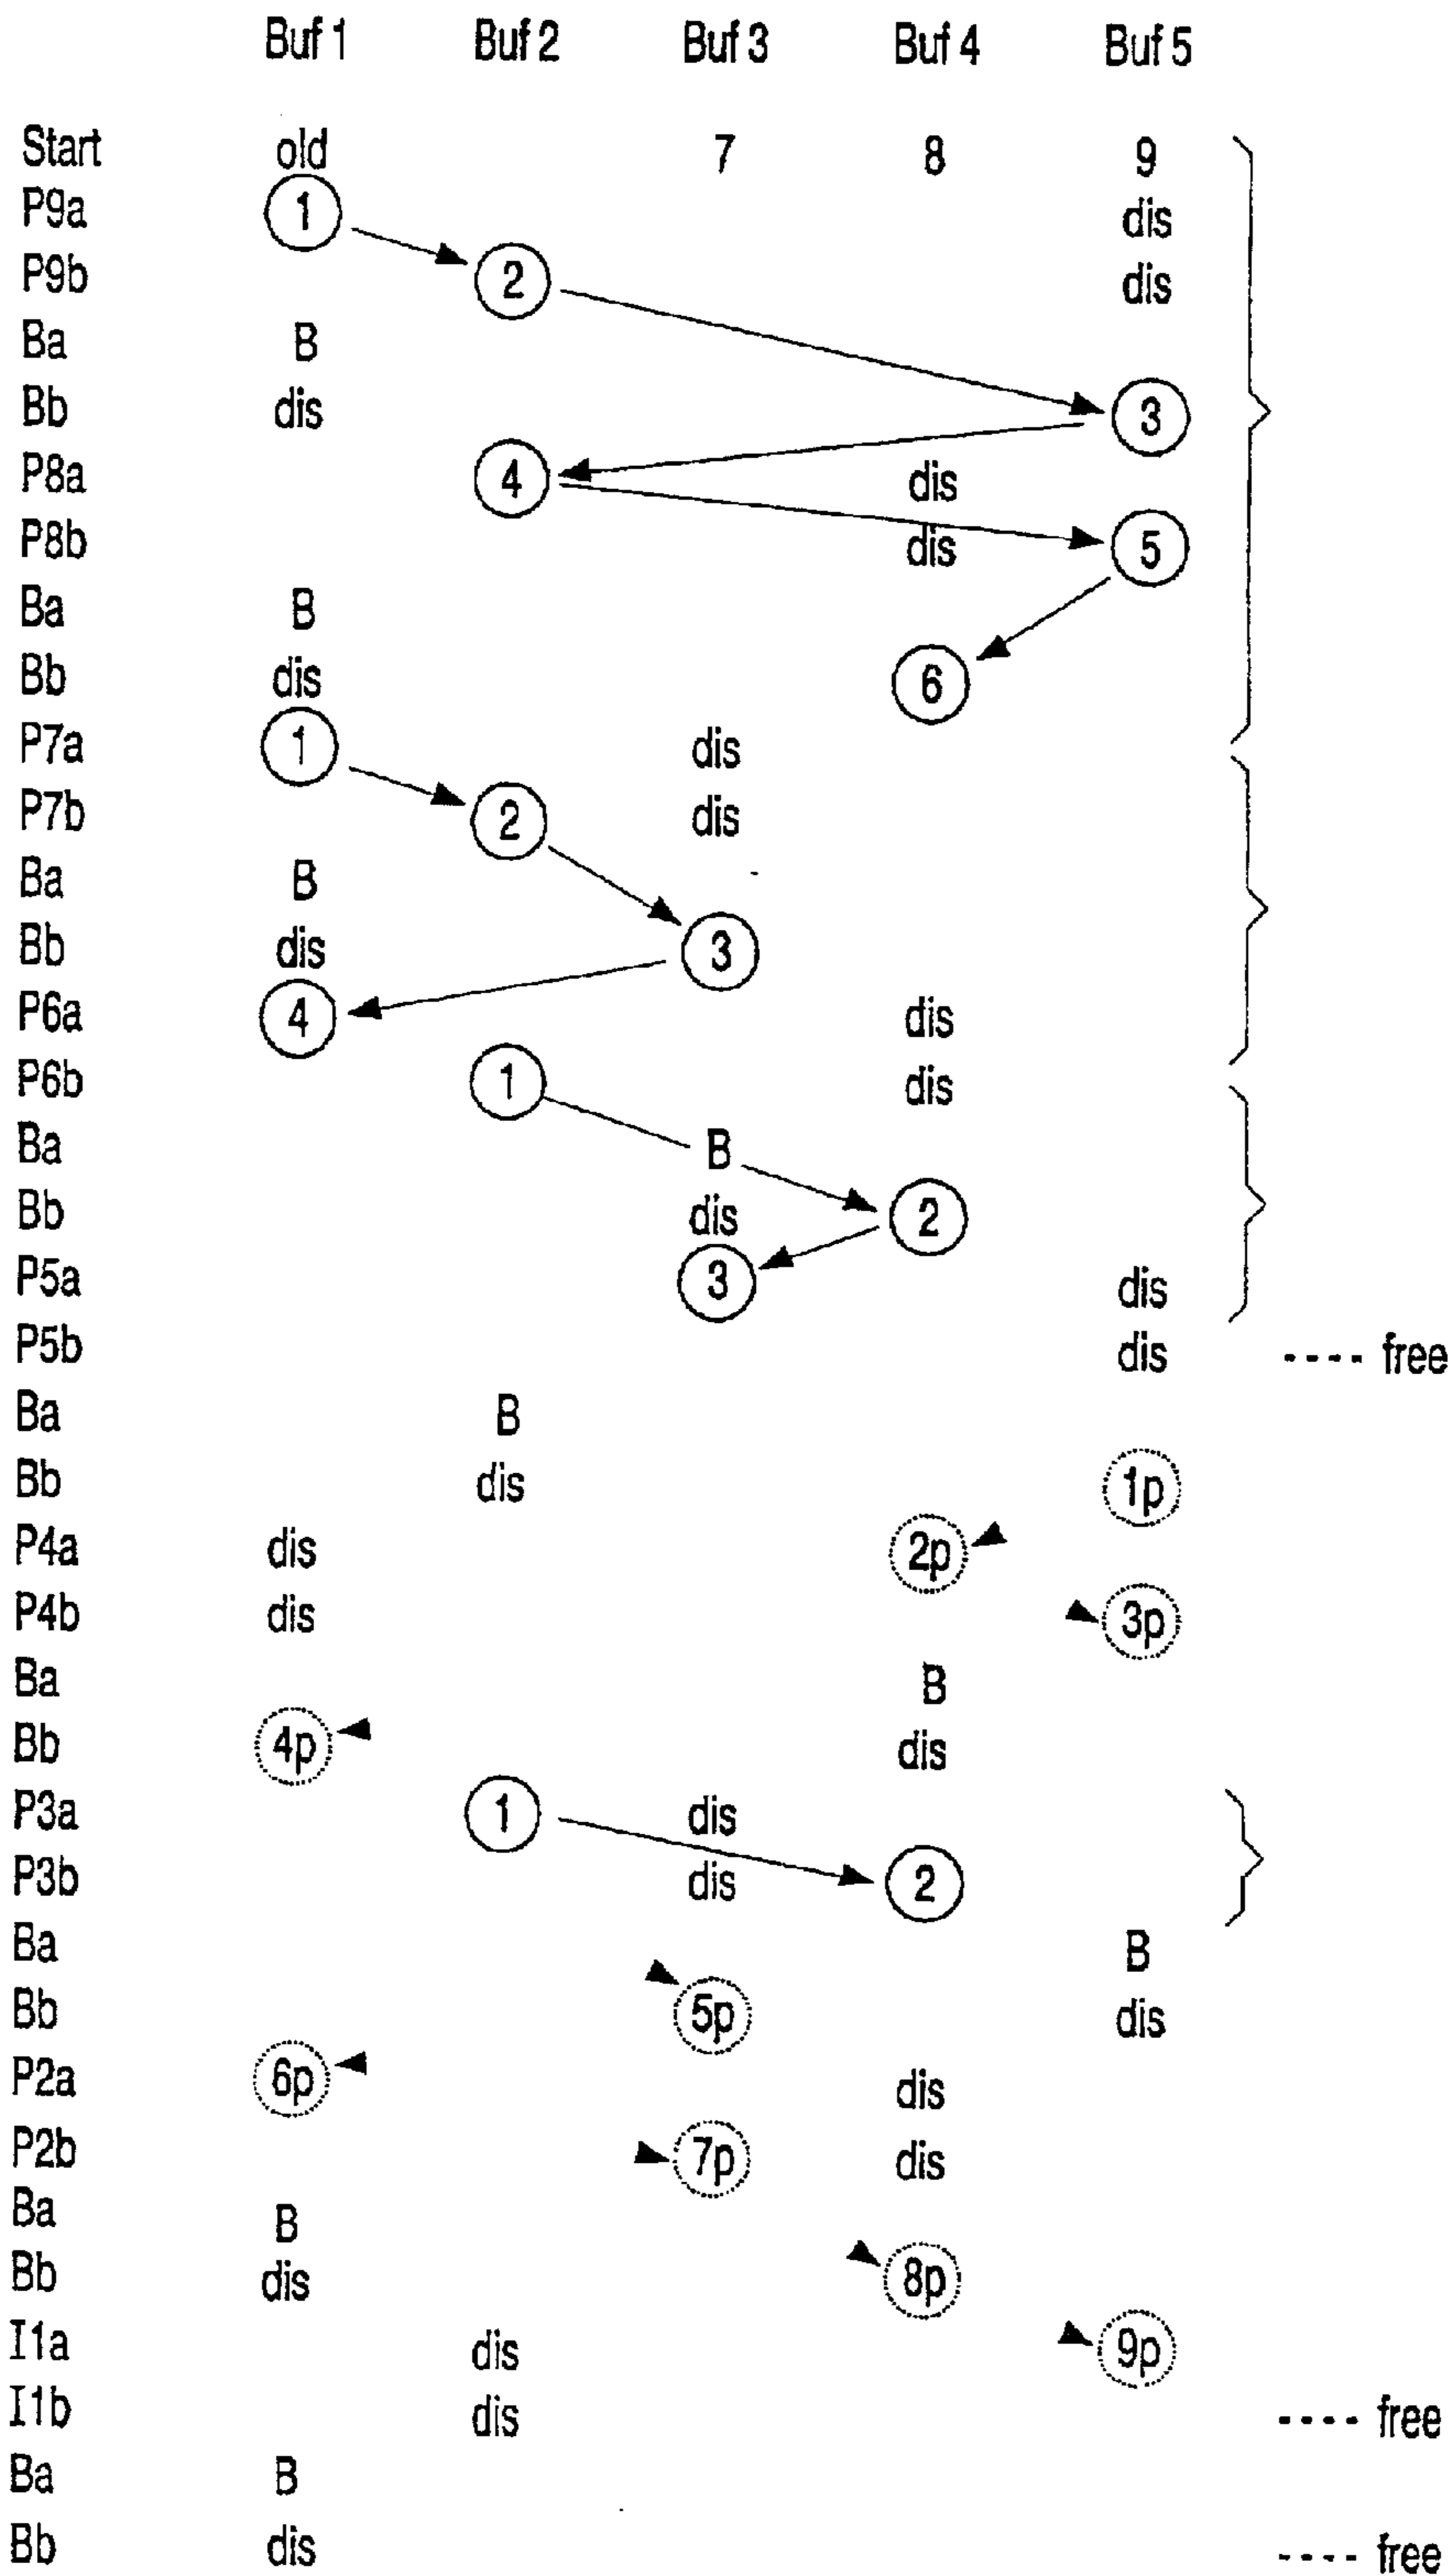 Buf 1 Buf 2 Buf 3 Buf 4 Buf 5
Start old 7 8 9
P9a 1 dis
P9b 2 dis
Ba B
Bb dis 3
P8a 4 dis
P8b dis 5
Ba B
Bb dis 6
P7a 1 dis
P7b 2 dis
Ba B
Bb dis 3
P6a 4 dis
P6b 1 dis
Ba B
Bb dis 2
P5a 3 dis
P5b dis ---- free
Ba B
Bb dis 1p
P4a dis 2p
P4b dis 3p
Ba B
Bb 4p dis
P3a 1 dis
P3b dis 2
Ba B
Bb 5p dis
P2a 6p dis
P2b 7p dis
Ba B
Bb dis 8p
I1a dis 9p
I1b dis ---- free
Ba B
Bb dis ---- free